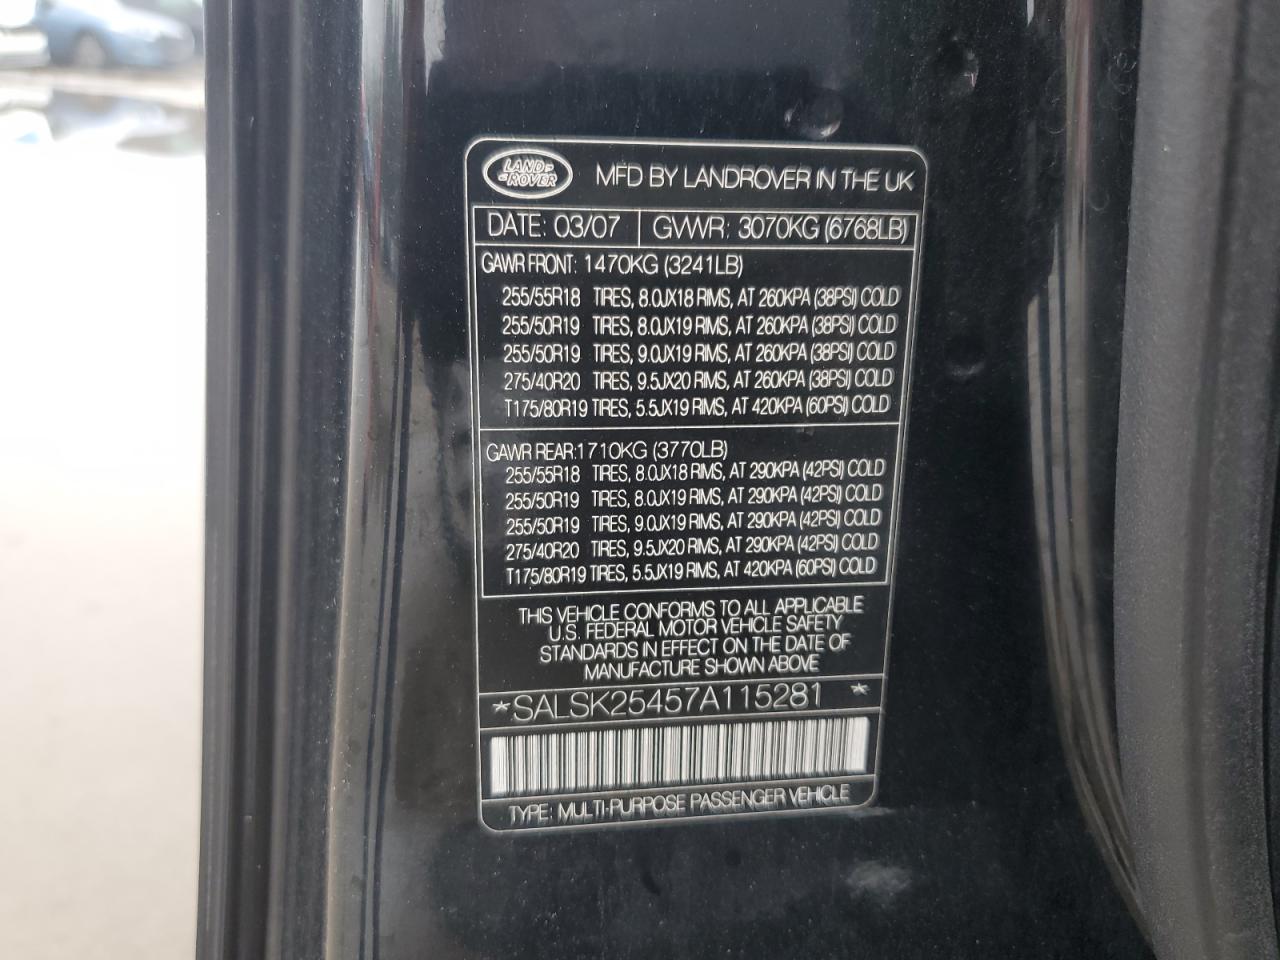 LAND ROVER MFD BY LANDROVER IN THE UK
DATE: 03/07 GVWR: 3070KG (6768LB)
GAWR FRONT: 1470KG (3241LB)
255/55R18 TIRES, 8.0JX18 RIMS, AT 260KPA (38PSI) COLD
255/50R19 TIRES, 8.0JX19 RIMS, AT 260KPA (38PSI) COLD
255/50R19 TIRES, 9.0JX19 RIMS, AT 260KPA (38PSI) COLD
275/40R20 TIRES, 9.5JX20 RIMS, AT 260KPA (38PSI) COLD
T175/80R19 TIRES, 5.5JX19 RIMS, AT 420KPA (60PSI) COLD
GAWR REAR:1710KG (3770LB)
255/55R18 TIRES, 8.0JX18 RIMS, AT 290KPA (42PSI) COLD
255/50R19 TIRES, 8.0JX19 RIMS, AT 290KPA (42PSI) COLD
255/50R19 TIRES, 9.0JX19 RIMS, AT 290KPA (42PSI) COLD
275/40R20 TIRES, 9.5JX20 RIMS, AT 290KPA (42PSI) COLD
T175/80R19 TIRES, 5.5JX19 RIMS, AT 420KPA (60PSI) COLD
THIS VEHICLE CONFORMS TO ALL APPLICABLE
U.S. FEDERAL MOTOR VEHICLE SAFETY
STANDARDS IN EFFECT ON THE DATE OF
MANUFACTURE SHOWN ABOVE
*SALSK25457A115281 *
TYPE: MULTI-PURPOSE PASSENGER VEHICLE